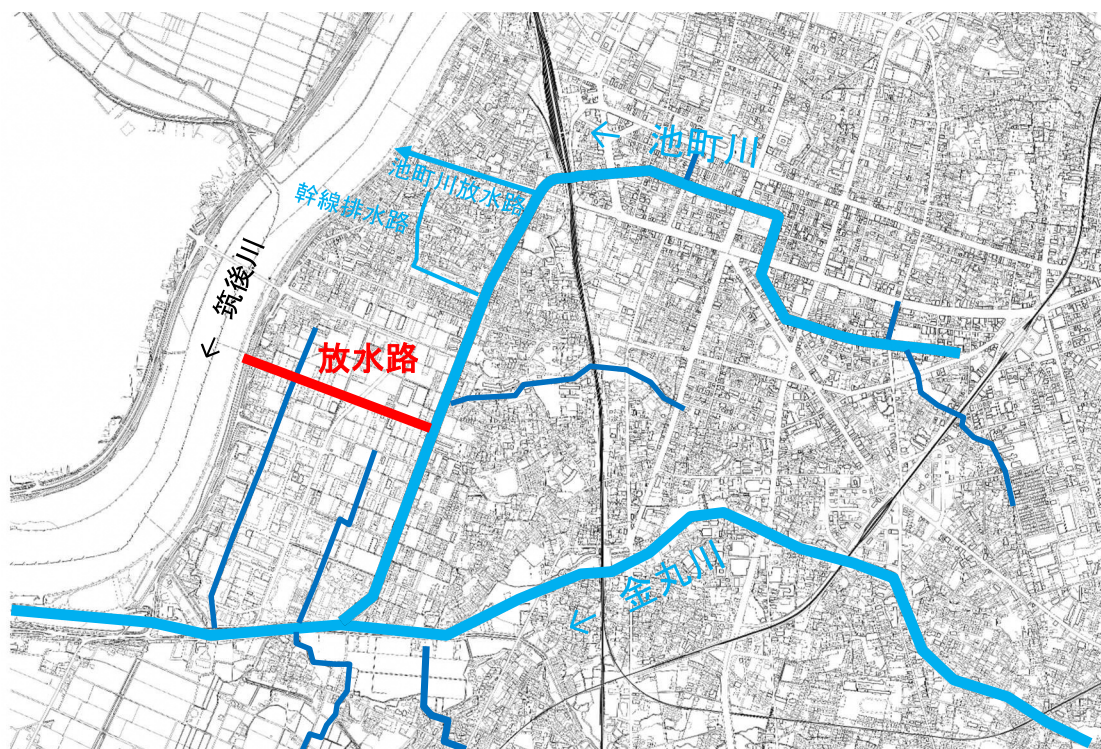 ← 池町川
池町川放水路
幹線排水路
← 筑後川
放水路
← 金丸川